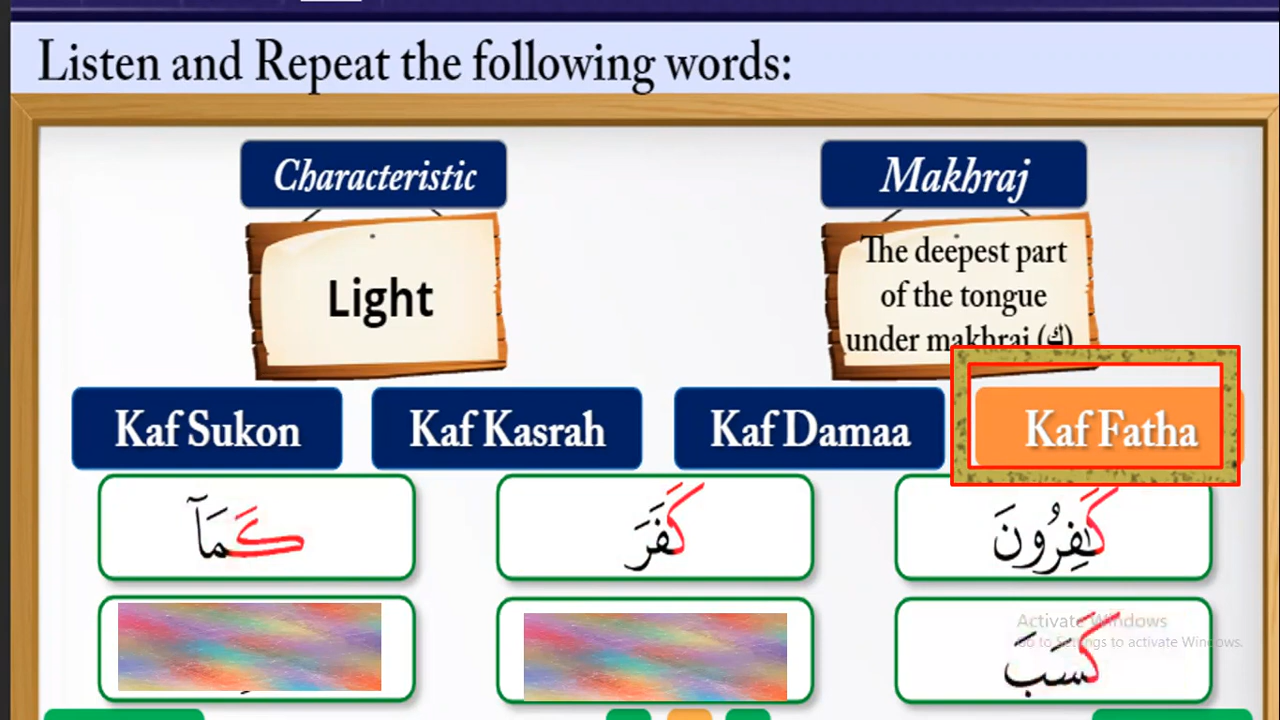 Listen and Repeat the following words:
Characteristic
Makhraj
Light
The deepest part
of the tongue
under makhraj (ك)
Kaf Sukon
Kaf Kasrah
Kaf Damaa
Kaf Fatha
كَمَآ
كَفَرَ
كَـٰفِرُونَ
كَسَبَ
Activate Windows
Go to Settings to activate Windows.